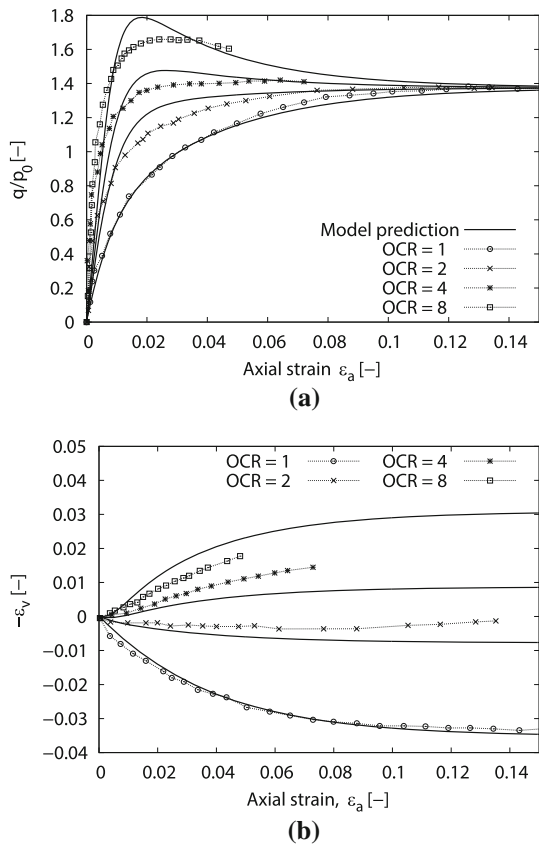 1.8
1.6
1.4
1.2
1
0.8
0.6
0.4
0.2
0
q/p0 [−]
Model prediction
OCR = 1
OCR = 2
OCR = 4
OCR = 8
0 0.02 0.04 0.06 0.08 0.1 0.12 0.14
Axial strain εa [−]
(a)
0.05
0.04
0.03
0.02
0.01
0
−0.01
−0.02
−0.03
−0.04
-εv [−]
OCR = 1 OCR = 4
OCR = 2 OCR = 8
0 0.02 0.04 0.06 0.08 0.1 0.12 0.14
Axial strain, εa [−]
(b)